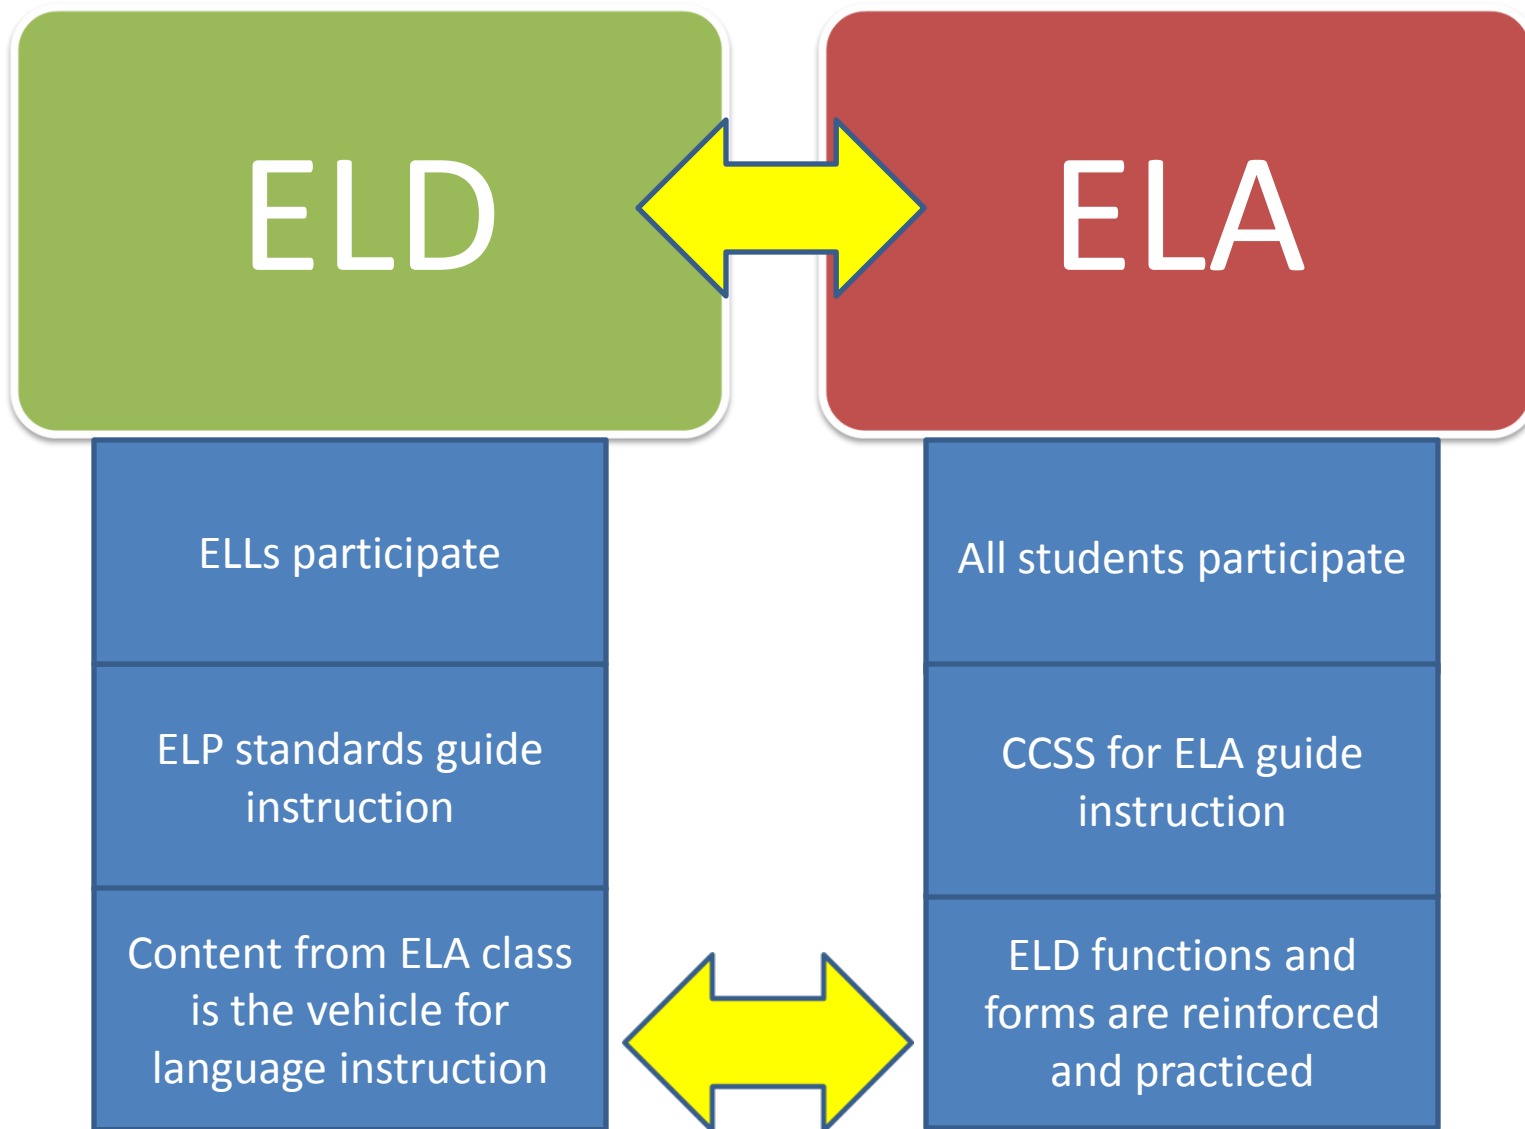 ELD
ELA
ELLs participate
All students participate
ELP standards guide
instruction
CCSS for ELA guide
instruction
Content from ELA class
is the vehicle for
language instruction
ELD functions and
forms are reinforced
and practiced